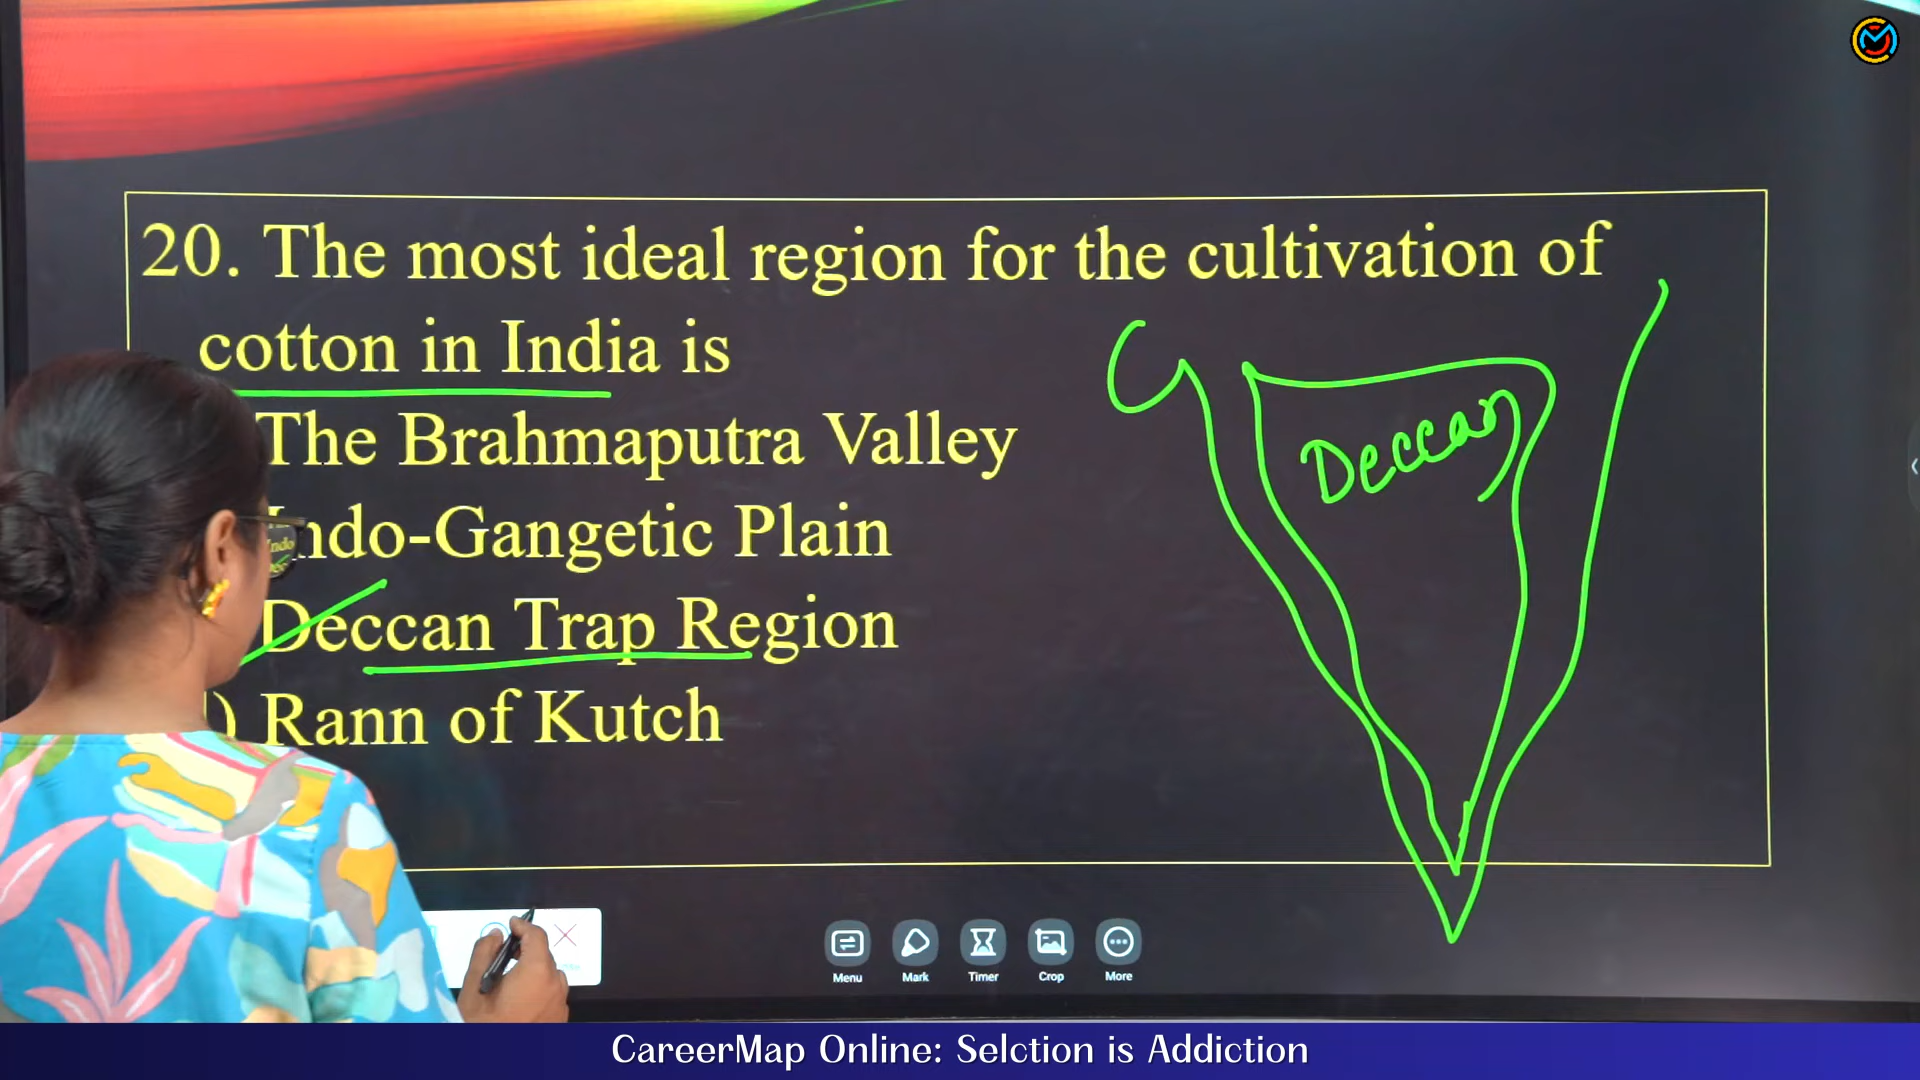 20. The most ideal region for the cultivation of
cotton in India is
The Brahmaputra Valley
Indo-Gangetic Plain
Deccan Trap Region
) Rann of Kutch
Deccan
Menu
Mark
Timer
Crop
More
CareerMap Online: Selction is Addiction